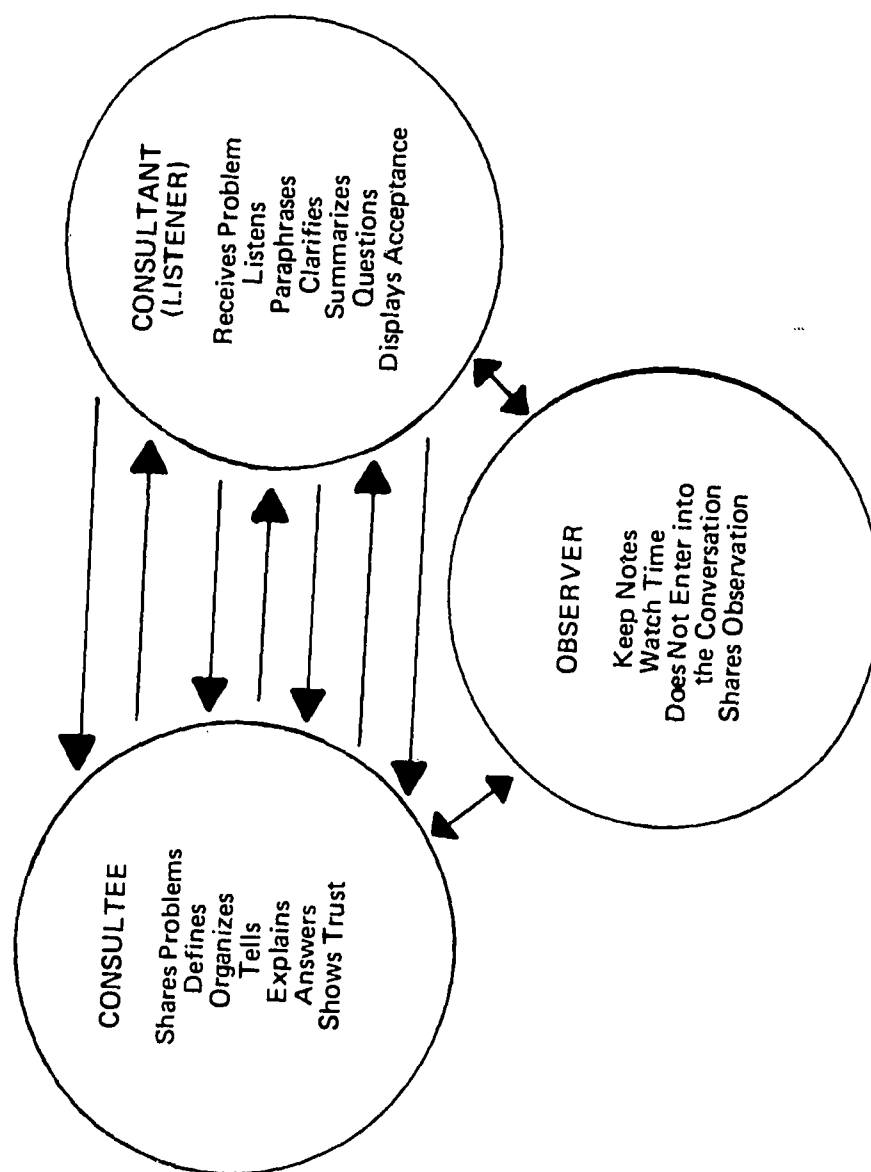 CONSULTEE
Shares Problems
Defines
Organizes
Tells
Explains
Answers
Shows Trust
CONSULTANT
(LISTENER)
Receives Problem
Listens
Paraphrases
Clarifies
Summarizes
Questions
Displays Acceptance
OBSERVER
Keep Notes
Watch Time
Does Not Enter into
the Conversation
Shares Observation